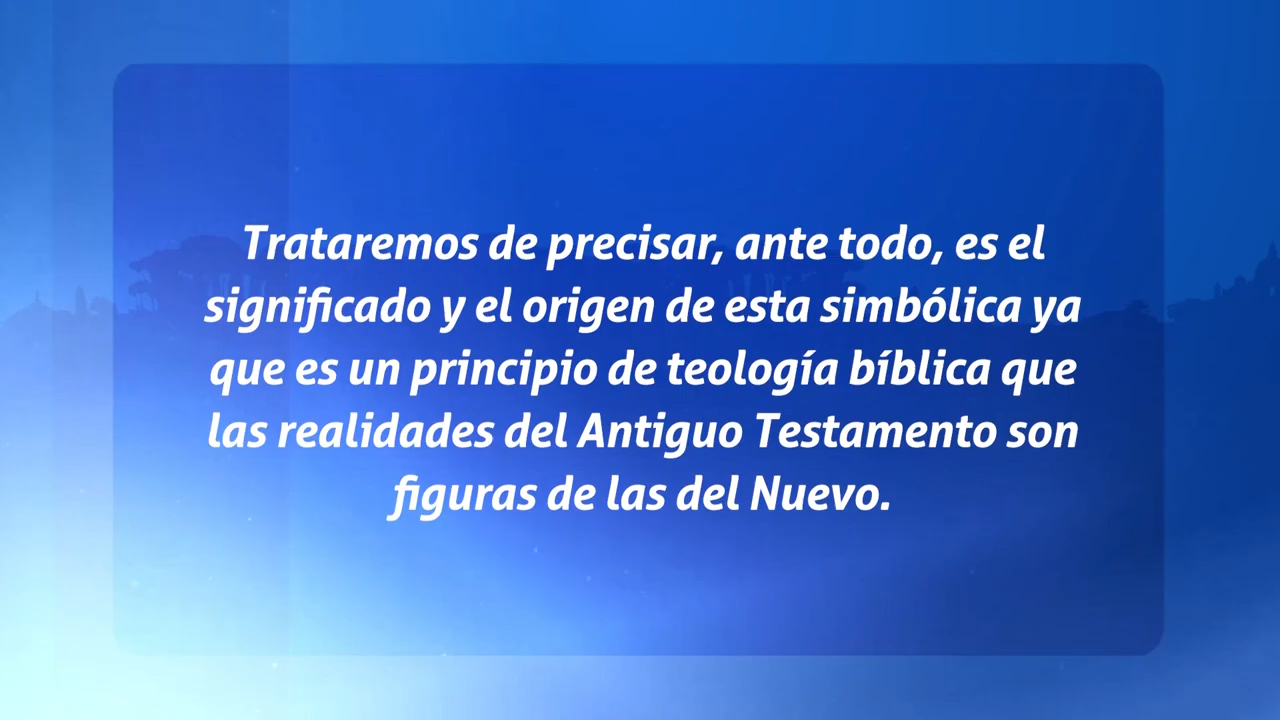 Trataremos de precisar, ante todo, es el
significado y el origen de esta simbólica ya
que es un principio de teología bíblica que
las realidades del Antiguo Testamento son
figuras de las del Nuevo.